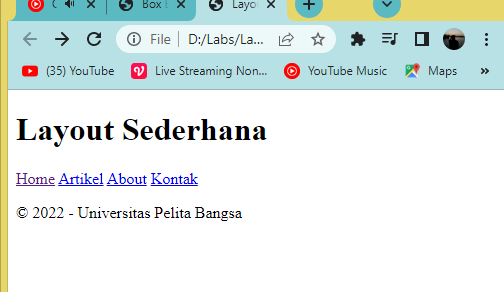 Box
Layou
File D:/Labs/La...
(35) YouTube Live Streaming Non... YouTube Music Maps »
Layout Sederhana
Home Artikel About Kontak
© 2022 - Universitas Pelita Bangsa